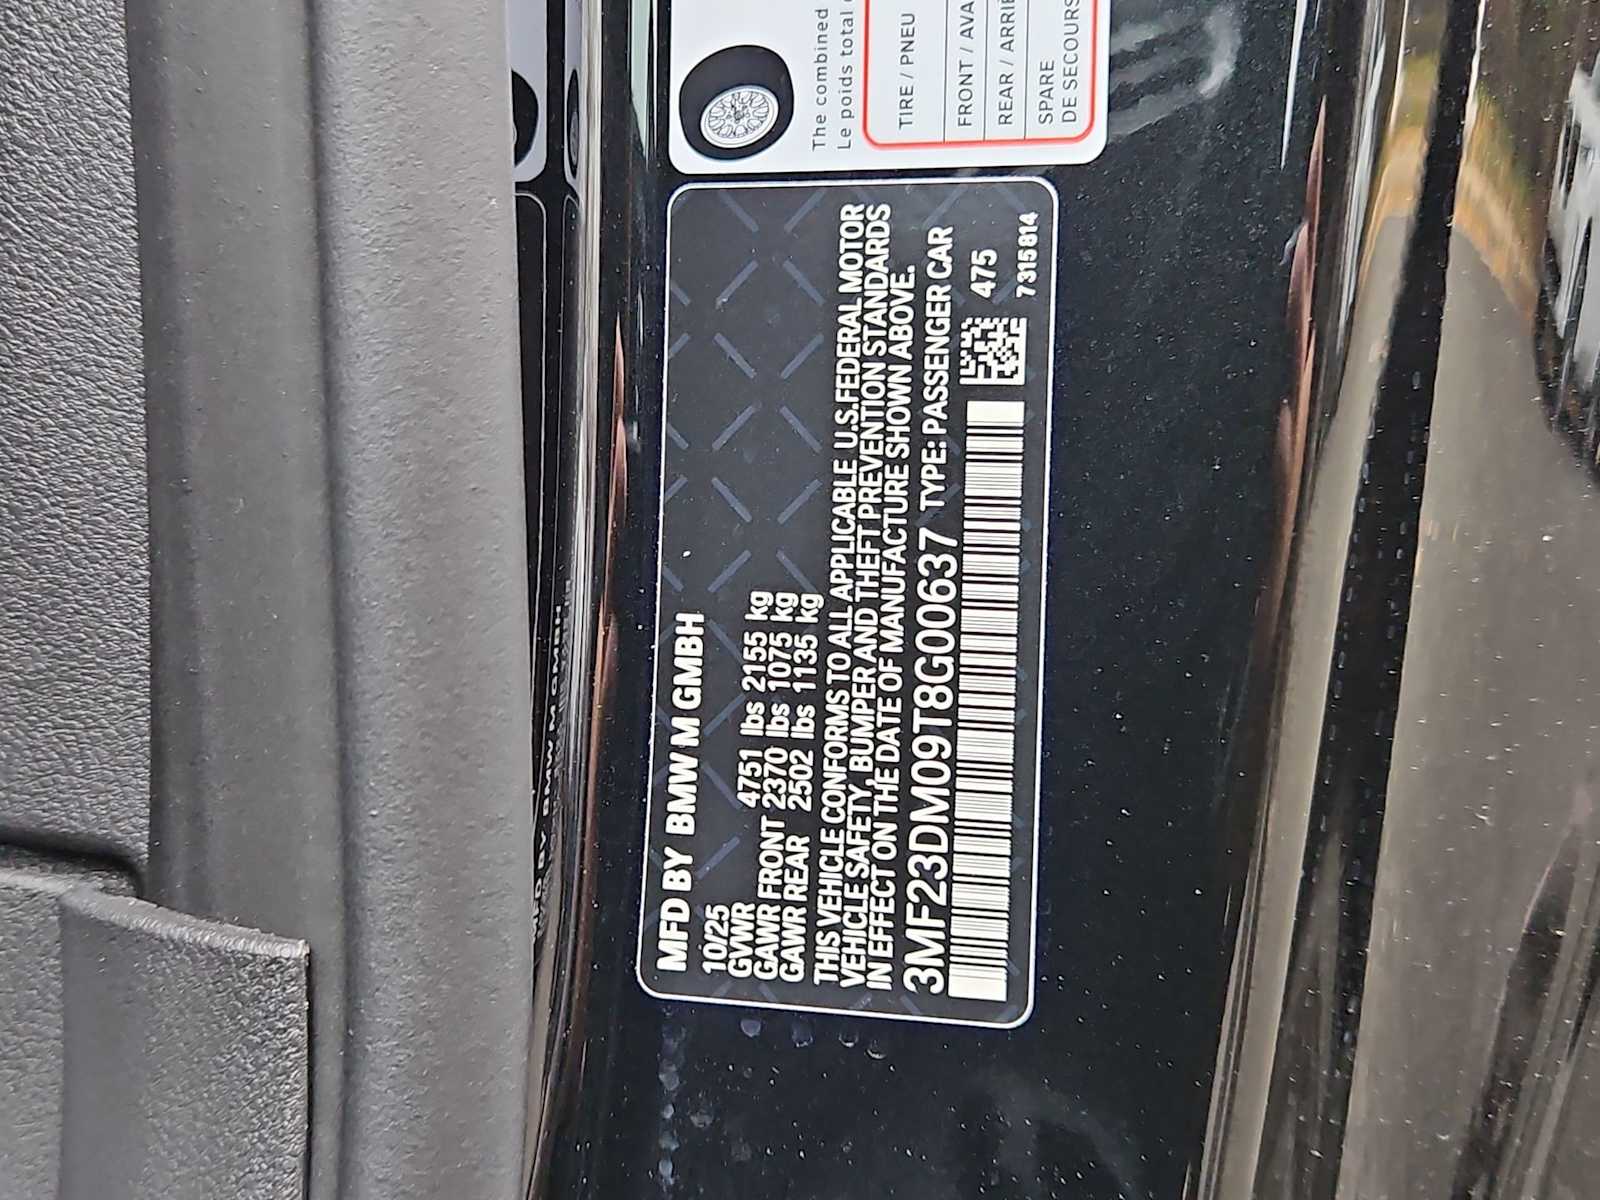 The combined
Le poids total
TIRE / PNEU
FRONT / AVA
REAR / ARRIÈ
SPARE
DE SECOURS
MFD BY BMW M GMBH
10/25
GVWR 4751 lbs 2155 kg
GAWR FRONT 2370 lbs 1075 kg
GAWR REAR 2502 lbs 1135 kg
THIS VEHICLE CONFORMS TO ALL APPLICABLE U.S.FEDERAL MOTOR
VEHICLE SAFETY, BUMPER AND THEFT PREVENTION STANDARDS
IN EFFECT ON THE DATE OF MANUFACTURE SHOWN ABOVE.
3MF23DM09T8G00637 TYPE: PASSENGER CAR
475
7315814